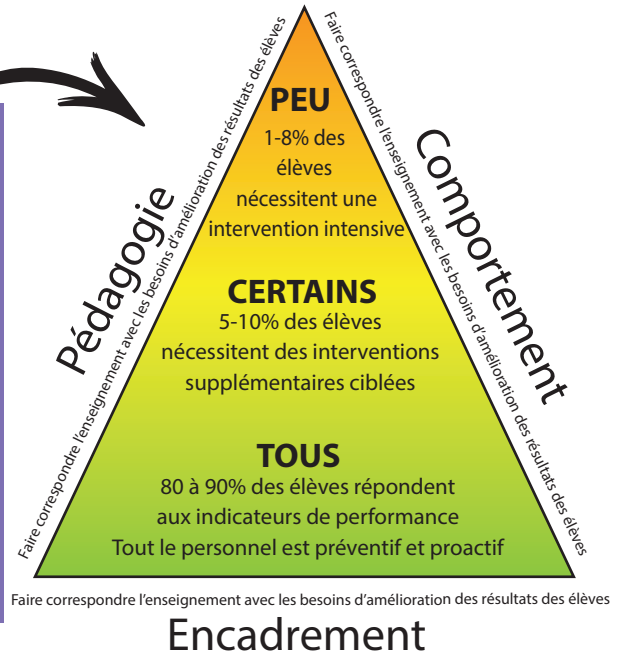 Faire correspondre l'enseignement avec les besoins d'amélioration des résultats des élèves
Pédagogie
Faire correspondre l'enseignement avec les besoins d'amélioration des résultats des élèves
Comportement
PEU
1-8% des
élèves
nécessitent une
intervention intensive
CERTAINS
5-10% des élèves
nécessitent des interventions
supplémentaires ciblées
TOUS
80 à 90% des élèves répondent
aux indicateurs de performance
Tout le personnel est préventif et proactif
Faire correspondre l’enseignement avec les besoins d’amélioration des résultats des élèves
Encadrement